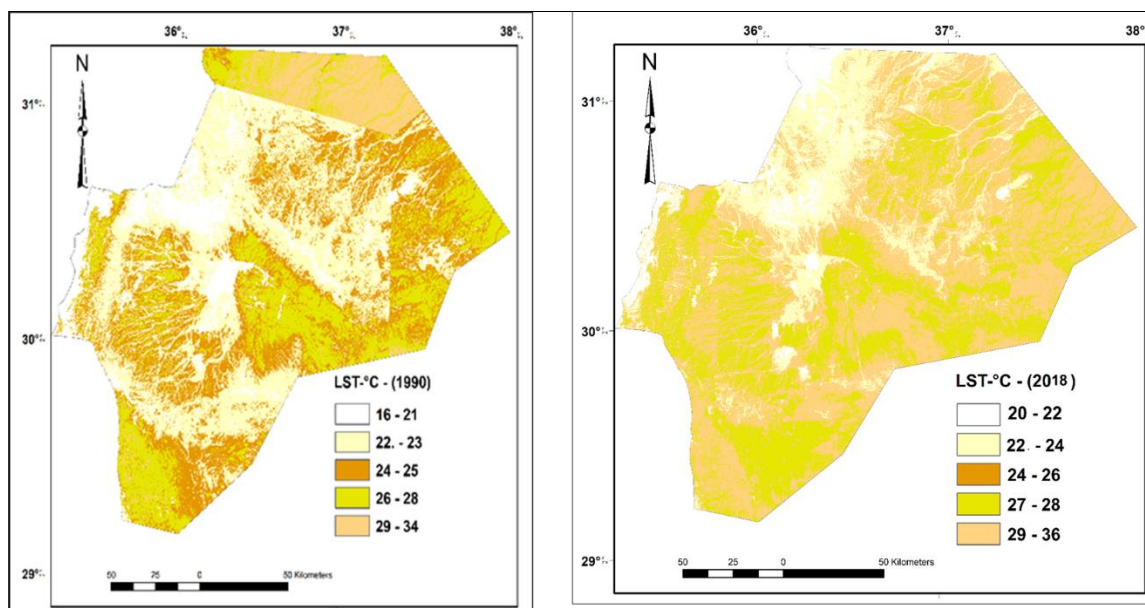 36°
37°
38°
N
31°
30°
29°
LST-°C - (1990)
16 - 21
22. - 23
24 - 25
26 - 28
29 - 34
50 25 0 50 Kilometers
36°
37°
38°
N
31°
30°
29°
LST-°C - (2018)
20 - 22
22. - 24
24 - 26
27 - 28
29 - 36
50 25 0 50 Kilometers